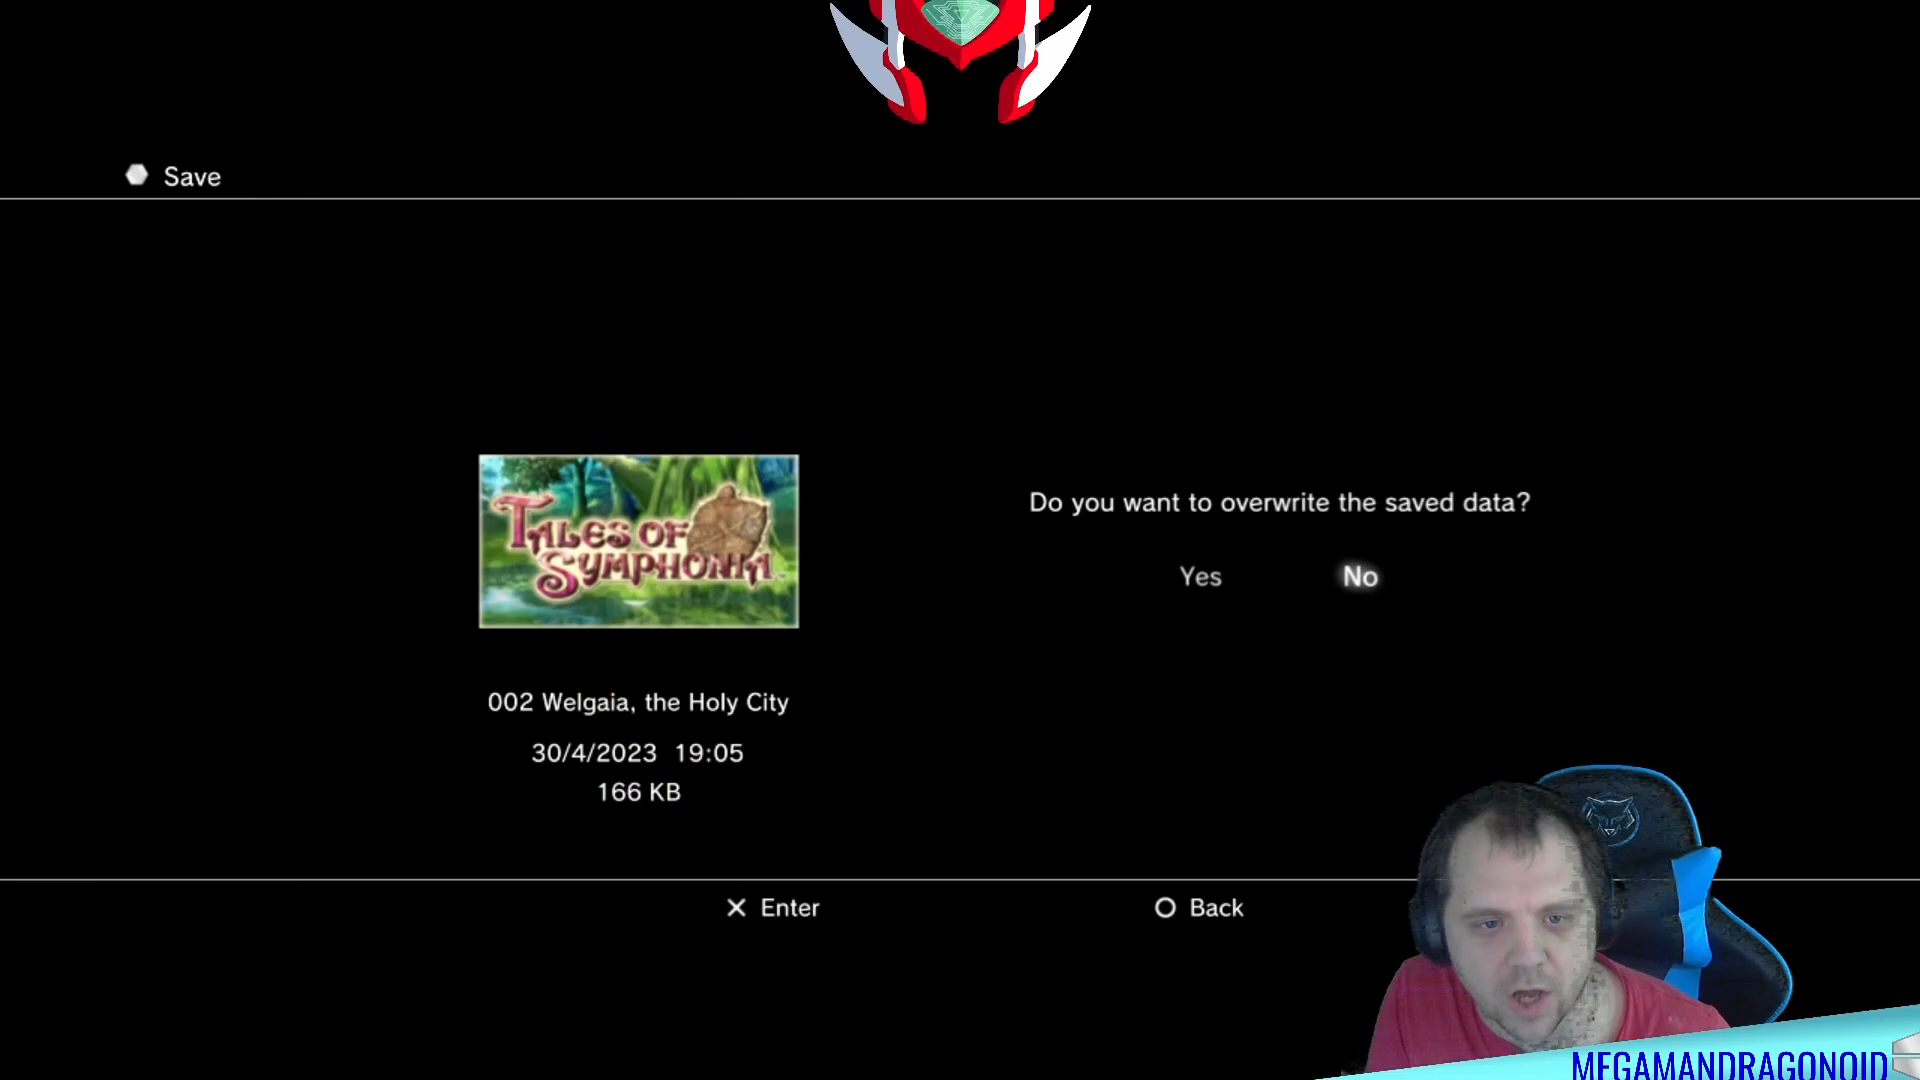 Save
TALES OF
SYMPHONIA
Do you want to overwrite the saved data?
Yes No
002 Welgaia, the Holy City
30/4/2023 19:05
166 KB
Enter
Back
MEGAMANDRAGONOID